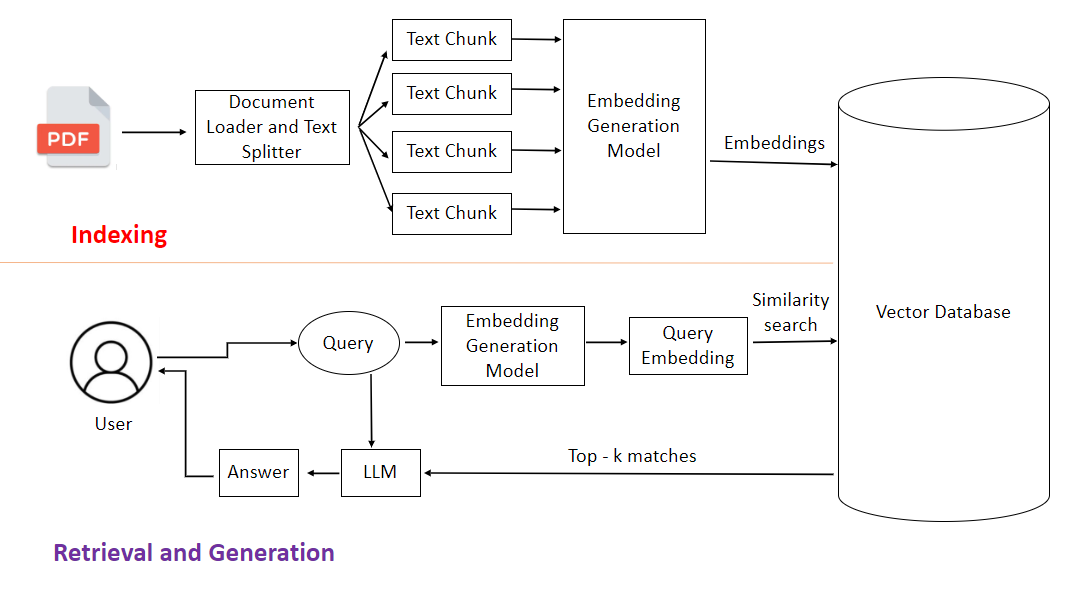 PDF
Document
Loader and Text
Splitter
Text Chunk
Text Chunk
Text Chunk
Text Chunk
Embedding
Generation
Model
Embeddings
Indexing
Vector Database
User
Query
Embedding
Generation
Model
Query
Embedding
Similarity
search
Top - k matches
LLM
Answer
Retrieval and Generation